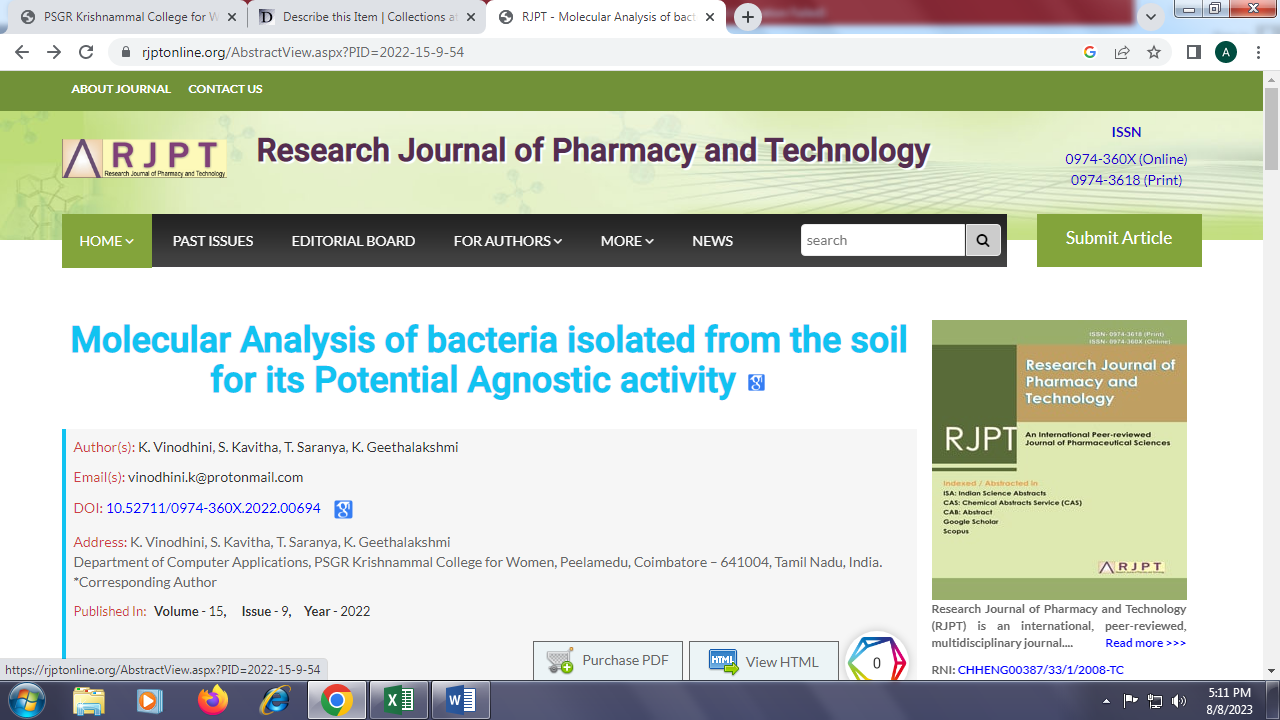 PSGR Krishnammal College for W
Describe this Item | Collections at
RJPT - Molecular Analysis of bact
rjptonline.org/AbstractView.aspx?PID=2022-15-9-54
A
ABOUT JOURNAL CONTACT US
RJPT
Research Journal of Pharmacy and Technology
Research Journal of Pharmacy and Technology
ISSN
0974-360X (Online)
0974-3618 (Print)
HOME PAST ISSUES EDITORIAL BOARD FOR AUTHORS MORE NEWS search
Submit Article
Molecular Analysis of bacteria isolated from the soil
for its Potential Agnostic activity
Author(s): K. Vinodhini, S. Kavitha, T. Saranya, K. Geethalakshmi
Email(s): vinodhini.k@protonmail.com
DOI: 10.52711/0974-360X.2022.00694
Address: K. Vinodhini, S. Kavitha, T. Saranya, K. Geethalakshmi
Department of Computer Applications, PSGR Krishnammal College for Women, Peelamedu, Coimbatore – 641004, Tamil Nadu, India.
*Corresponding Author
Published In: Volume - 15, Issue - 9, Year - 2022
Purchase PDF
HTML View HTML
0
ISSN- 0974-3618 (Print)
ISSN- 0974-360X (Online)
Research Journal of
Pharmacy and
Technology
RJPT
An International Peer-reviewed
Journal of Pharmaceutical Sciences
Indexed / Abstracted in
ISA: Indian Science Abstracts
CAS: Chemical Abstracts Service (CAS)
CAB: Abstract
Google Scholar
Scopus
RJPT
Research Journal of Pharmacy and Technology
(RJPT) is an international, peer-reviewed,
multidisciplinary journal.... Read more >>>
RNI: CHHENG00387/33/1/2008-TC
https://rjptonline.org/AbstractView.aspx?PID=2022-15-9-54
5:11 PM
8/8/2023